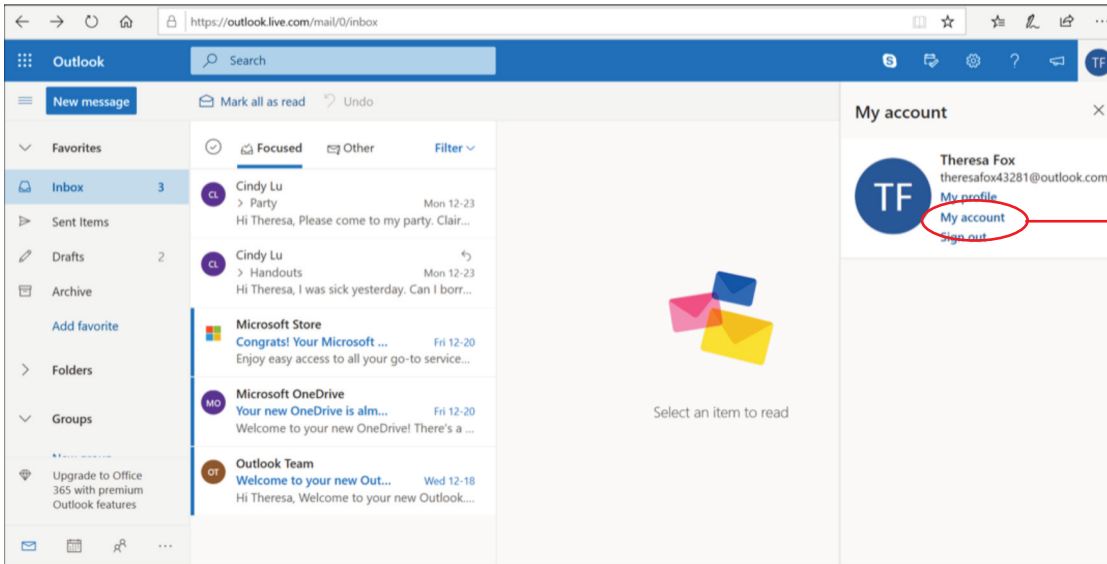 https://outlook.live.com/mail/0/inbox
Outlook
Search
S
?
TF
New message
Mark all as read
Undo
Favorites
Inbox 3
Sent Items
Drafts 2
Archive
Add favorite
Folders
Groups
New group
Upgrade to Office
365 with premium
Outlook features
Focused
Other
Filter
CL
Cindy Lu
> Party Mon 12-23
Hi Theresa, Please come to my party. Clair...
CL
Cindy Lu
> Handouts Mon 12-23
Hi Theresa, I was sick yesterday. Can I borr...
Microsoft Store
Congrats! Your Microsoft ... Fri 12-20
Enjoy easy access to all your go-to service...
MO
Microsoft OneDrive
Your new OneDrive is alm... Fri 12-20
Welcome to your new OneDrive! There's a ...
OT
Outlook Team
Welcome to your new Out... Wed 12-18
Hi Theresa, Welcome to your new Outlook....
Select an item to read
My account
TF
Theresa Fox
theresafox43281@outlook.com
My profile
My account
Sign out